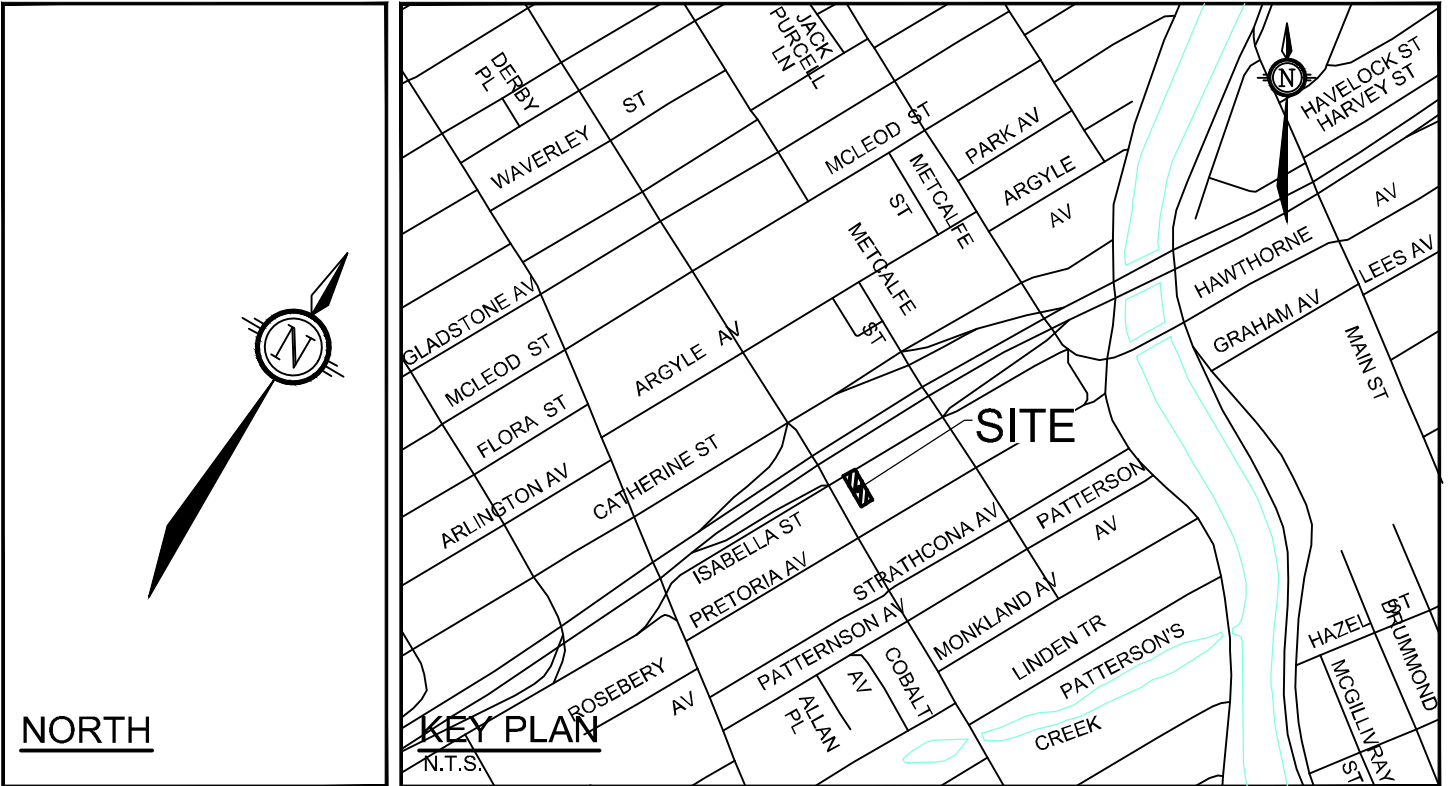 N
NORTH
DERBY
PL
ST
WAVERLEY
JACK
PURCELL
LN
MCLEOD ST
METCALFE
ST
PARK AV
ARGYLE
AV
N
HAVELOCK ST
HARVEY ST
AV
HAWTHORNE
LEES AV
GRAHAM AV
MAIN ST
METCALFE
ST
GLADSTONE AV
MCLEOD ST
FLORA ST
ARLINGTON AV
ARGYLE AV
CATHERINE ST
SITE
ISABELLA ST
PRETORIA AV
STRATHCONA AV
PATTERSON
AV
PATTERNSON AV
MONKLAND AV
LINDEN TR
PATTERSON'S
CREEK
COBALT
AV
ALLAN
PL
ROSEBERY
AV
HAZEL ST
DRUMMOND
MCGILLIVRAY
ST
KEY PLAN
N.T.S.